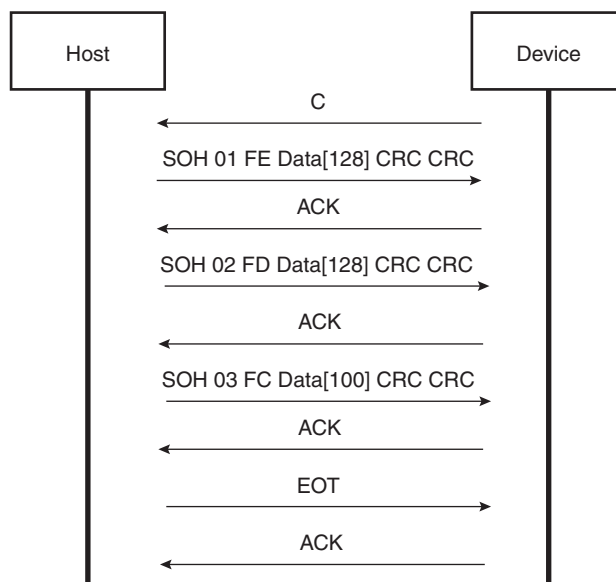 Host
Device
C
SOH 01 FE Data[128] CRC CRC
ACK
SOH 02 FD Data[128] CRC CRC
ACK
SOH 03 FC Data[100] CRC CRC
ACK
EOT
ACK